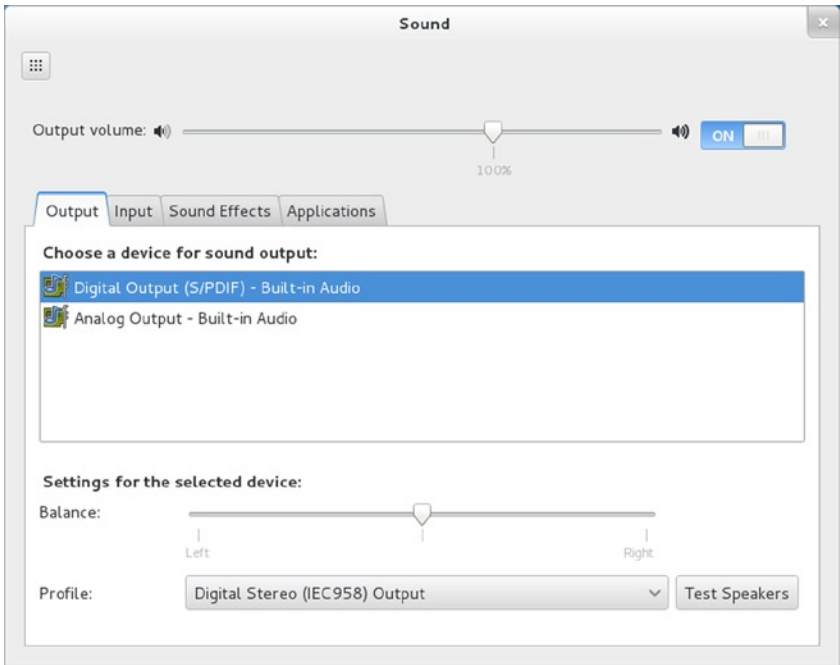 Sound
Output volume:
ON
100%
Output Input Sound Effects Applications
Choose a device for sound output:
Digital Output (S/PDIF) - Built-in Audio
Analog Output - Built-in Audio
Settings for the selected device:
Balance:
Left Right
Profile: Digital Stereo (IEC958) Output Test Speakers